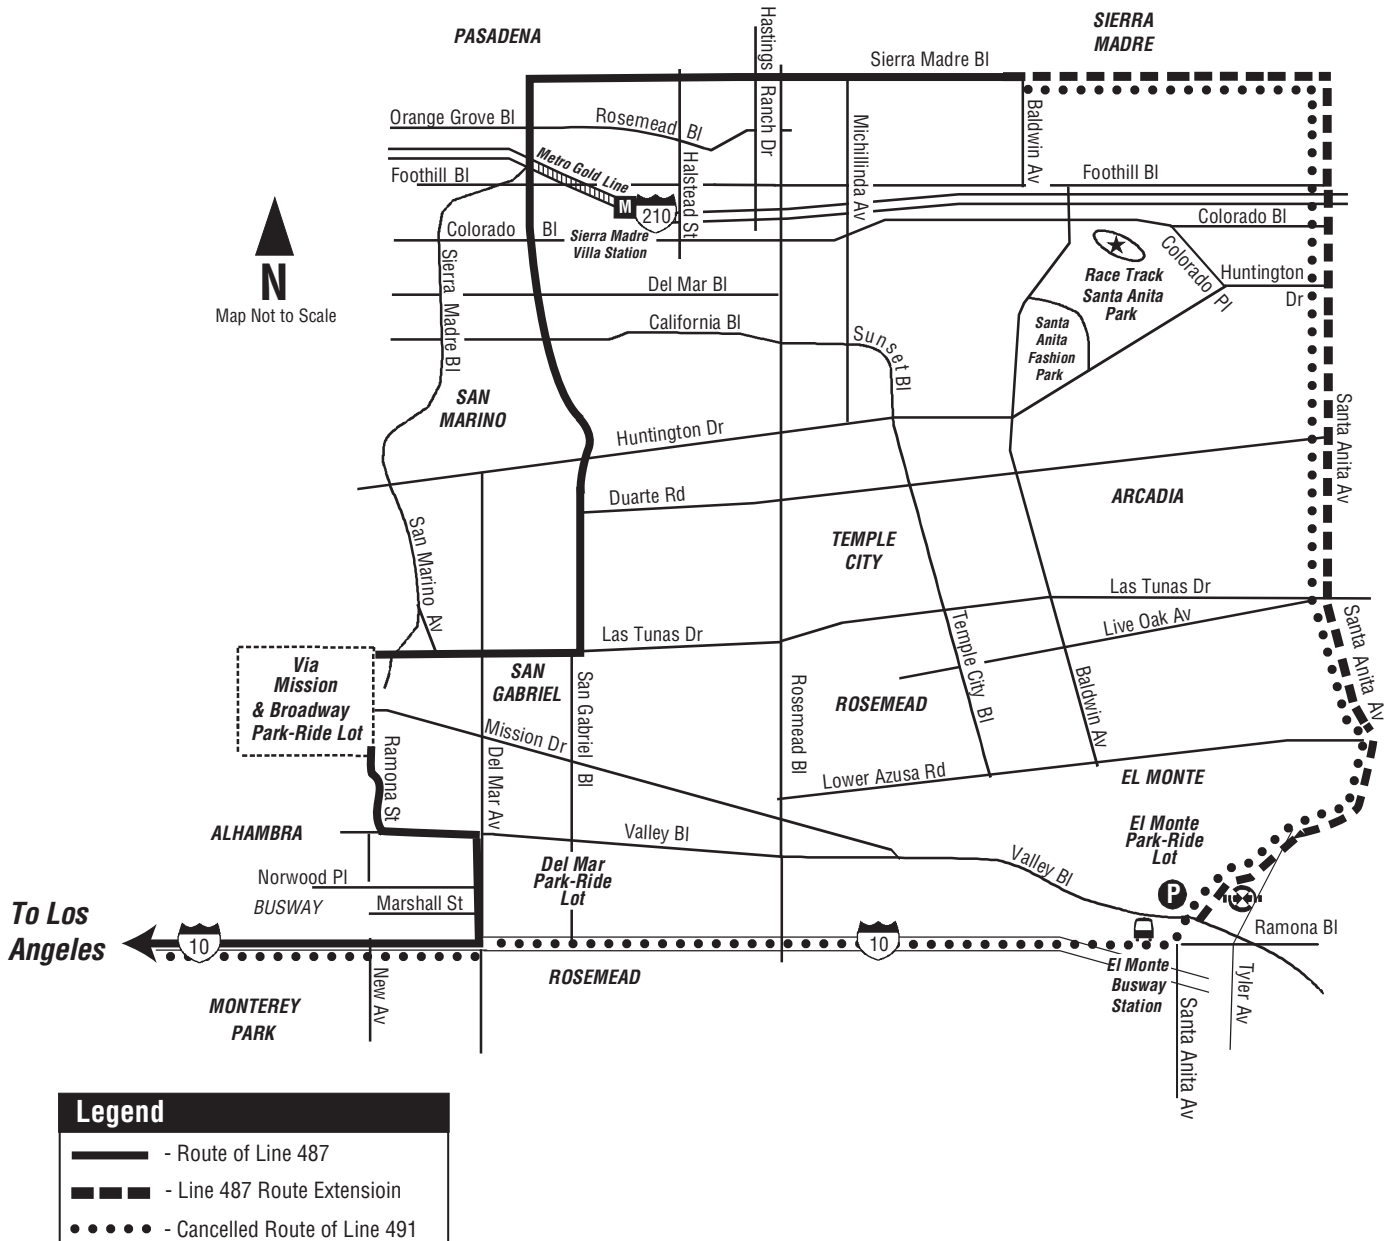 PASADENA
Hastings
Ranch Dr
SIERRA
MADRE
Sierra Madre Bl
Orange Grove Bl
Rosemead Bl
Baldwin Av
Michillinda Av
Metro Gold Line
Halstead St
Foothill Bl
Foothill Bl
M
210
Colorado Bl
Colorado Bl
Sierra Madre
Villa Station
N
Map Not to Scale
Sierra Madre Bl
Race Track
Santa Anita
Park
Colorado Pl
Huntington
Dr
Del Mar Bl
California Bl
Sunset Bl
Santa
Anita
Fashion
Park
SAN
MARINO
Huntington Dr
Santa Anita Av
Duarte Rd
ARCADIA
San Marino Av
TEMPLE
CITY
Las Tunas Dr
Las Tunas Dr
Live Oak Av
Temple City Bl
Santa Anita Av
Via
Mission
& Broadway
Park-Ride Lot
SAN
GABRIEL
San Gabriel Bl
Rosemead Bl
ROSEMEAD
Baldwin Av
Mission Dr
Ramona St
Del Mar Av
Lower Azusa Rd
EL MONTE
ALHAMBRA
Valley Bl
El Monte
Park-Ride
Lot
Valley Bl
Del Mar
Park-Ride
Lot
Norwood Pl
BUSWAY
Marshall St
P
To Los
Angeles
10
10
Ramona Bl
ROSEMEAD
El Monte
Busway
Station
New Av
Tyler Av
Santa Anita Av
MONTEREY
PARK
Legend
- Route of Line 487
- Line 487 Route Extensioin
- Cancelled Route of Line 491